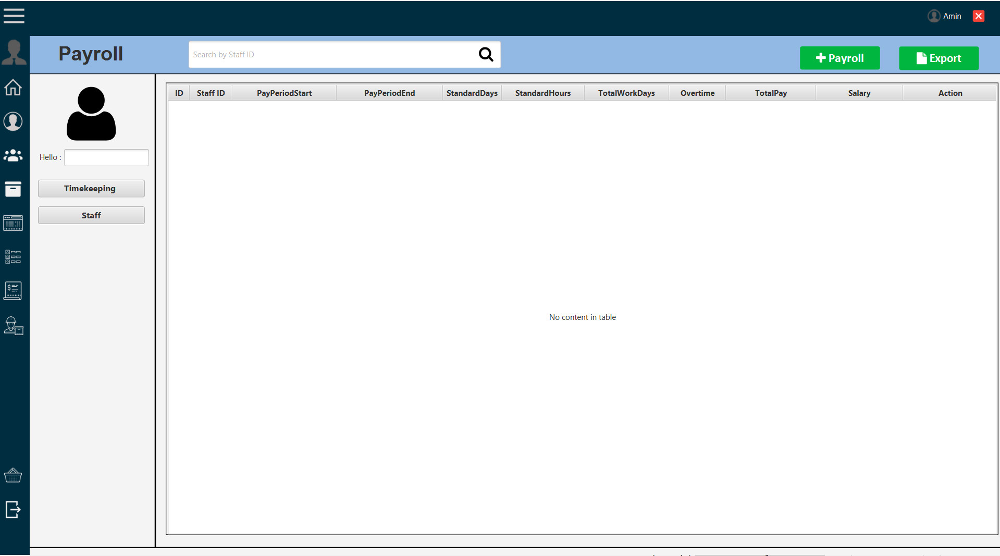 Amin
Payroll
Search by Staff ID
Payroll
Export
ID Staff ID PayPeriodStart PayPeriodEnd StandardDays StandardHours TotalWorkDays Overtime TotalPay Salary Action
Hello :
Timekeeping
Staff
No content in table